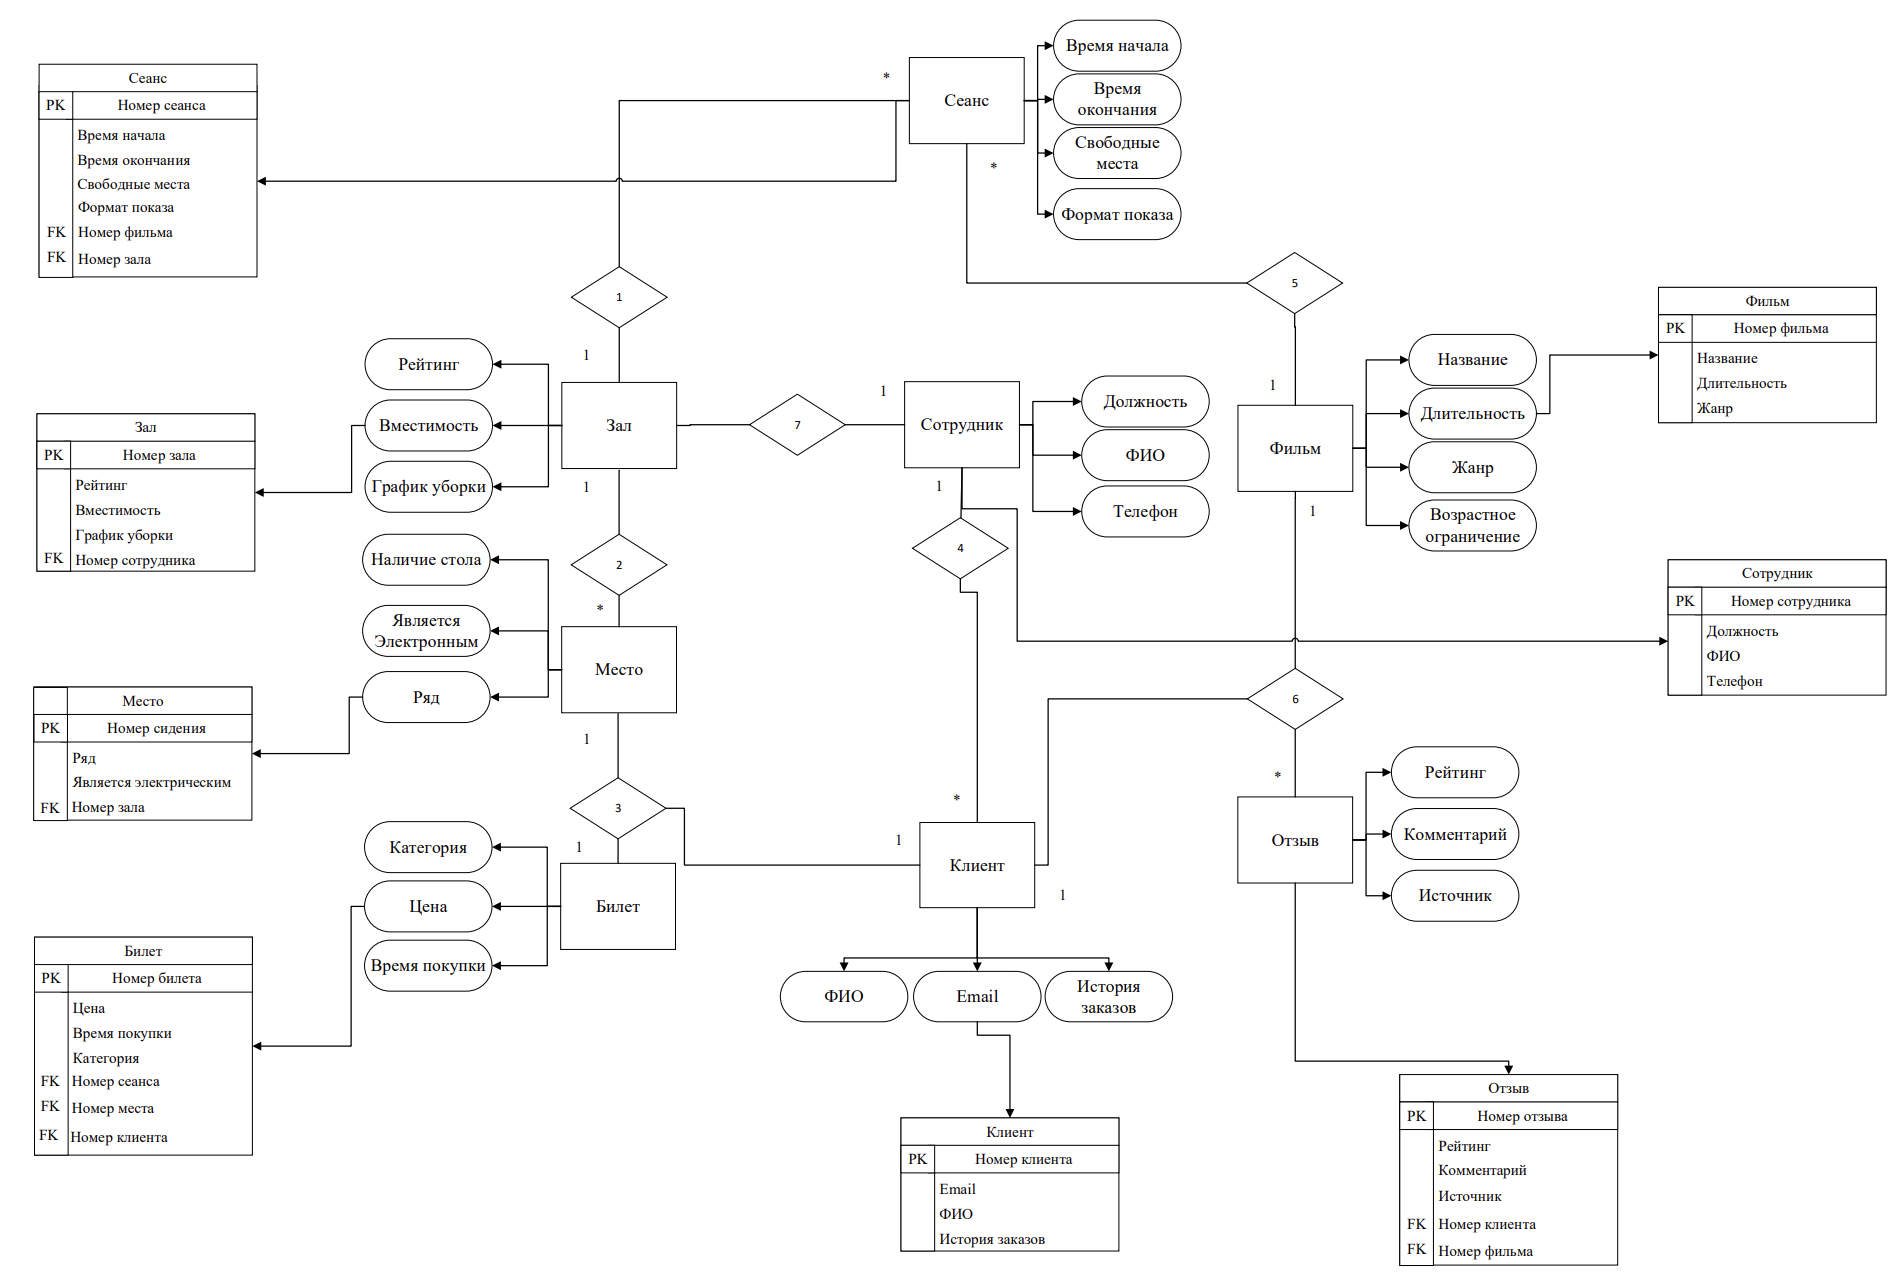 Сеанс
PK Номер сеанса
Время начала
Время окончания
Свободные места
Формат показа
FK Номер фильма
FK Номер зала
*
Сеанс
*
Время начала
Время
окончания
Свободные
места
Формат показа
1
1
5
1
Фильм
PK Номер фильма
Название
Длительность
Жанр
Рейтинг
Вместимость
График уборки
Зал
1
7
1
Сотрудник
1
Должность
ФИО
Телефон
Фильм
1
Название
Длительность
Жанр
Возрастное
ограничение
Зал
PK Номер зала
Рейтинг
Вместимость
График уборки
FK Номер сотрудника
2
*
4
Наличие стола
Является
Электронным
Ряд
Место
1
Сотрудник
PK Номер сотрудника
Должность
ФИО
Телефон
6
*
Место
PK Номер сидения
Ряд
Является электрическим
FK Номер зала
3
1
1
*
Клиент
1
Отзыв
Рейтинг
Комментарий
Источник
Категория
Цена
Время покупки
Билет
ФИО
Email
История
заказов
Билет
PK Номер билета
Цена
Время покупки
Категория
FK Номер сеанса
FK Номер места
FK Номер клиента
Клиент
PK Номер клиента
Email
ФИО
История заказов
Отзыв
PK Номер отзыва
Рейтинг
Комментарий
Источник
FK Номер клиента
FK Номер фильма